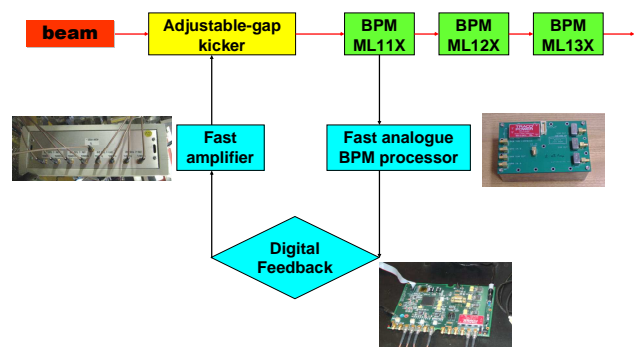 beam
Adjustable-gap
kicker
BPM
ML11X
BPM
ML12X
BPM
ML13X
Fast
amplifier
Fast analogue
BPM processor
Digital
Feedback